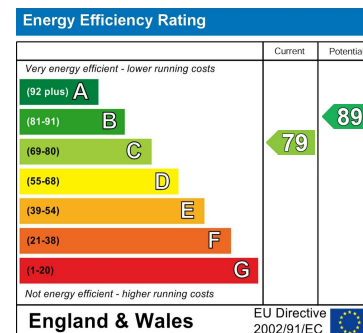 Energy Efficiency Rating
Current Potential
Very energy efficient - lower running costs
(92 plus) A
(81-91) B
(69-80) C
(55-68) D
(39-54) E
(21-38) F
(1-20) G
79
89
Not energy efficient - higher running costs
England & Wales
EU Directive
2002/91/EC